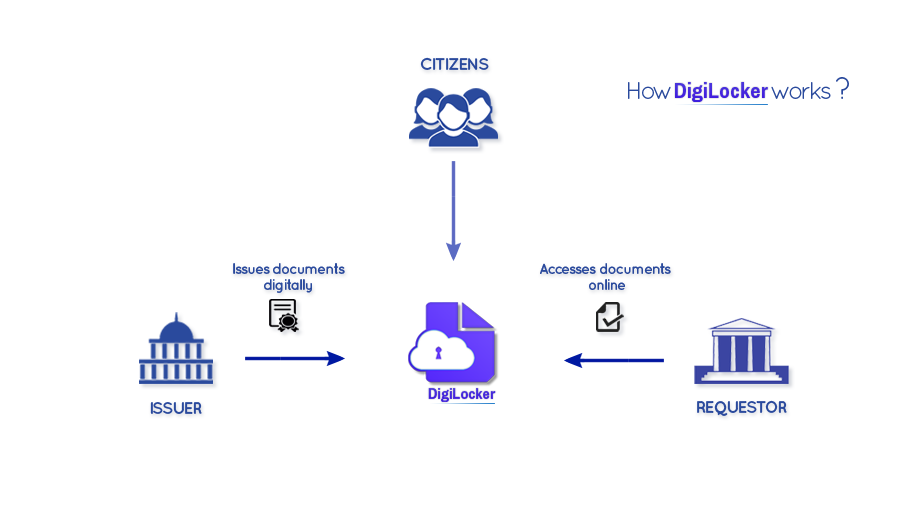 CITIZENS
How DigiLocker works ?
Issues documents
digitally
Accesses documents
online
DigiLocker
ISSUER
REQUESTOR